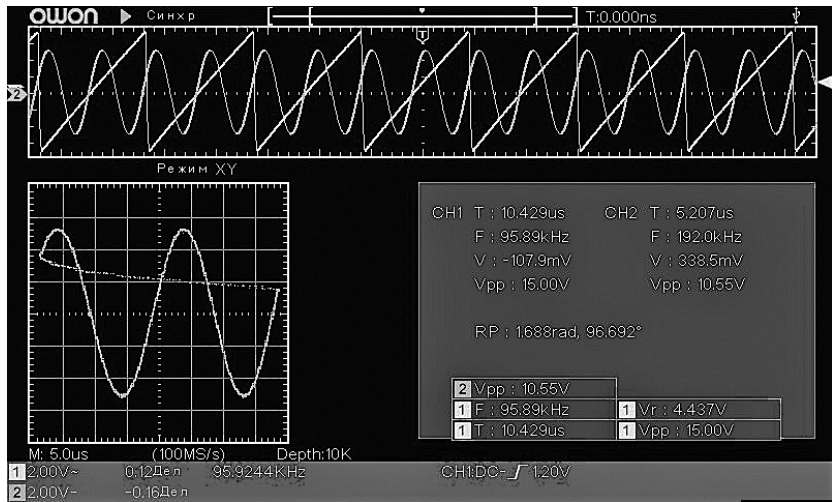 OWON Синхр T:0.000ns
T
2
Режим XY
CH1 T : 10.429us CH2 T : 5.207us
F : 95.89kHz F : 192.0kHz
V : -107.9mV V : 338.5mV
Vpp : 15.00V Vpp : 10.55V
RP : 1.688rad, 96.692°
2 Vpp : 10.55V
1 F : 95.89kHz 1 Vr : 4.437V
1 T : 10.429us 1 Vpp : 15.00V
M: 5.0us (100MS/s) Depth:10K
1 2.00V~ 0.12Дел 95.9244KHz CH1:DC- 1.20V
2 2.00V- -0.16Дел